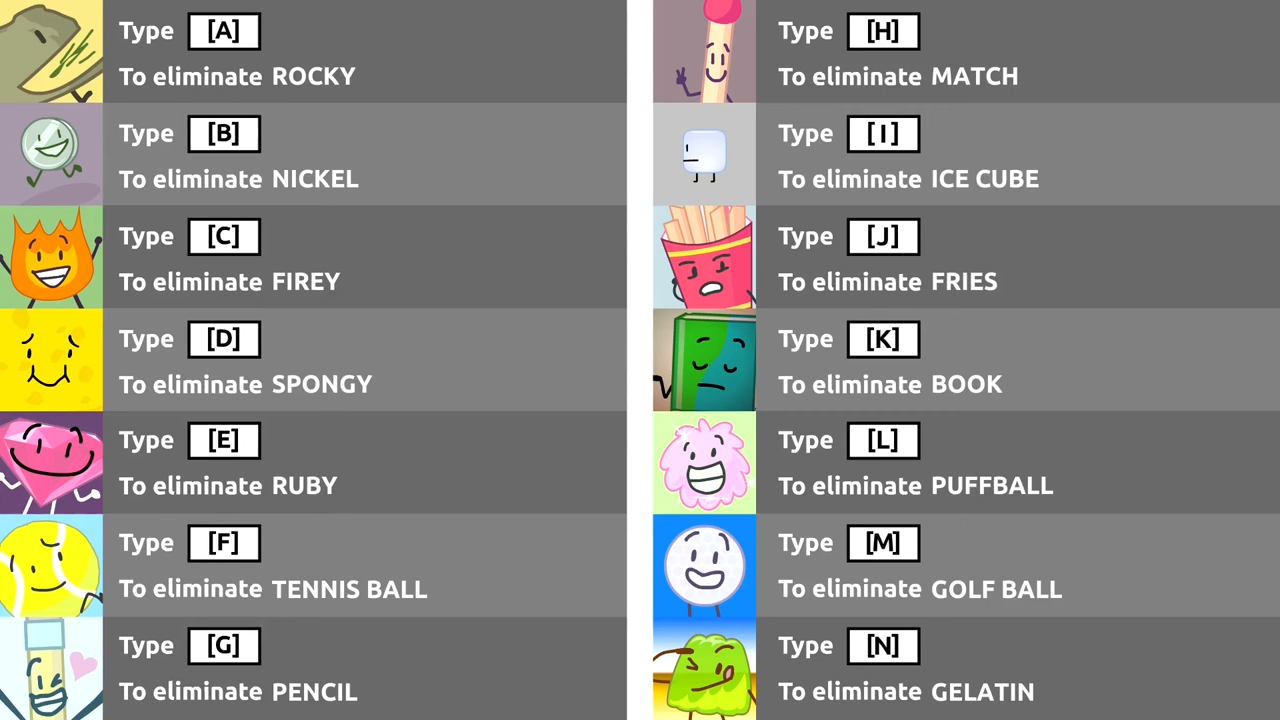 Type [A]
To eliminate ROCKY
Type [B]
To eliminate NICKEL
Type [C]
To eliminate FIREY
Type [D]
To eliminate SPONGY
Type [E]
To eliminate RUBY
Type [F]
To eliminate TENNIS BALL
Type [G]
To eliminate PENCIL
Type [H]
To eliminate MATCH
Type [I]
To eliminate ICE CUBE
Type [J]
To eliminate FRIES
Type [K]
To eliminate BOOK
Type [L]
To eliminate PUFFBALL
Type [M]
To eliminate GOLF BALL
Type [N]
To eliminate GELATIN